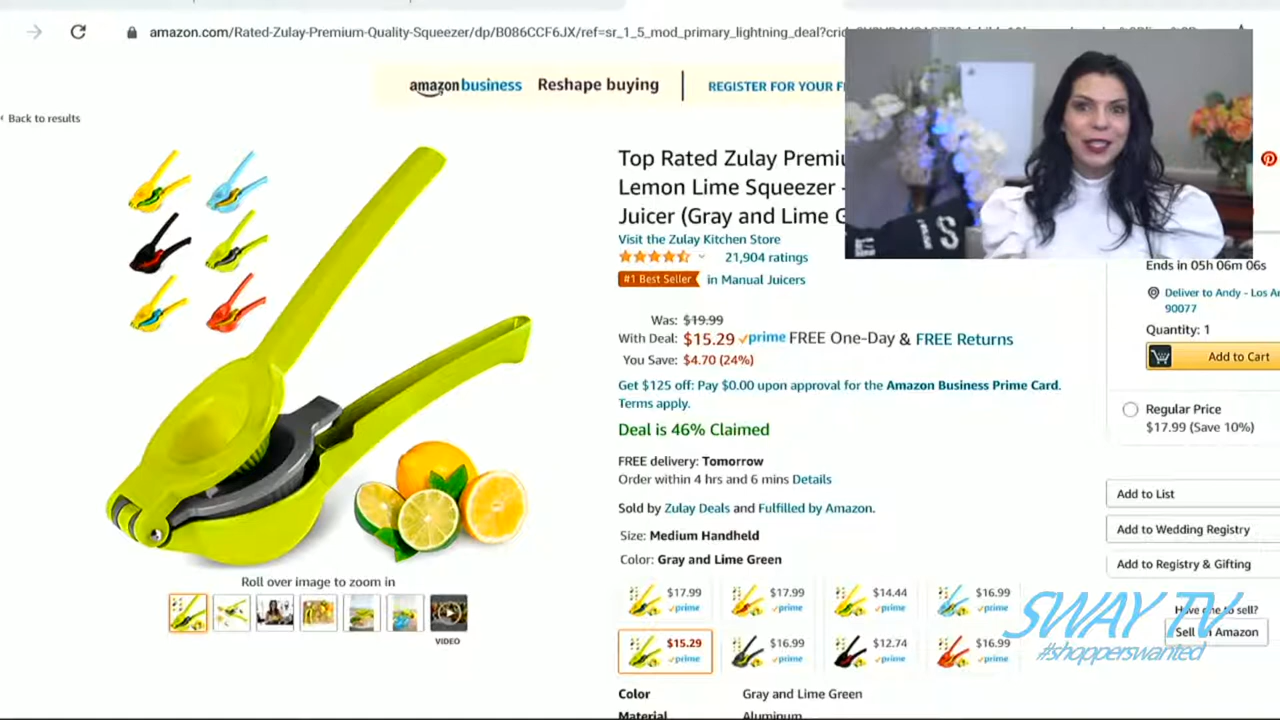 amazon.com/Rated-Zulay-Premium-Quality-Squeezer/dp/B086CCF6JX/ref=sr_1_5_mod_primary_lightning_deal?
amazonbusiness Reshape buying REGISTER FOR YOUR
Back to results
Top Rated Zulay
Lemon Lime Squeezer -
Juicer (Gray and Lime
Visit the Zulay Kitchen Store
21,904 ratings
#1 Best Seller in Manual Juicers
Was: $19.99
With Deal: $15.29 prime FREE One-Day & FREE Returns
You Save: $4.70 (24%)
Get $125 off: Pay $0.00 upon approval for the Amazon Business Prime Card.
Terms apply.
Deal is 46% Claimed
FREE delivery: Tomorrow
Order within 4 hrs and 6 mins Details
Sold by Zulay Deals and Fulfilled by Amazon.
Size: Medium Handheld
Color: Gray and Lime Green
$17.99 prime
$17.99 prime
$14.44 prime
$16.99 prime
$15.29 prime
$16.99 prime
$12.74 prime
$16.99 prime
Color Gray and Lime Green
Material Aluminum
Roll over image to zoom in
VIDEO
S
Ends in 05h 06m 06s
Deliver to Andy - Los
90077
Quantity: 1
Add to Cart
Regular Price
$17.99 (Save 10%)
Add to List
Add to Wedding Registry
Add to Registry & Gifting
Have one to sell?
Sell on Amazon
SWAY TV
#shopperswanted